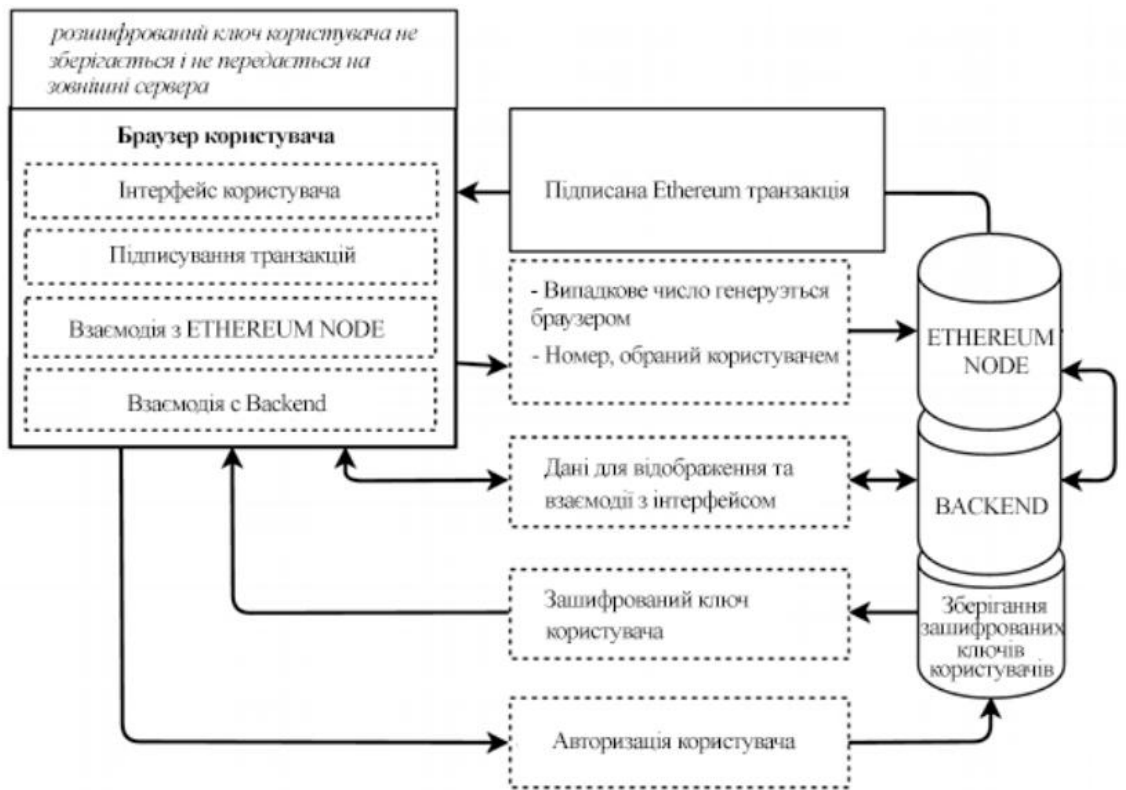 розшифрований ключ користувача не
зберігається і не передається на
зовнішні сервера
Браузер користувача
Інтерфейс користувача
Підписування транзакцій
Взаємодія з ETHEREUM NODE
Взаємодія с Backend
Підписана Ethereum транзакція
- Випадкове число генеруэться
браузером
- Номер, обраний користувачем
Дані для відображення та
взаємодії з інтерфейсом
Зашифрований ключ
користувача
Авторизація користувача
ETHEREUM
NODE
BACKEND
Зберігання
зашифрованих
ключів
користувачів